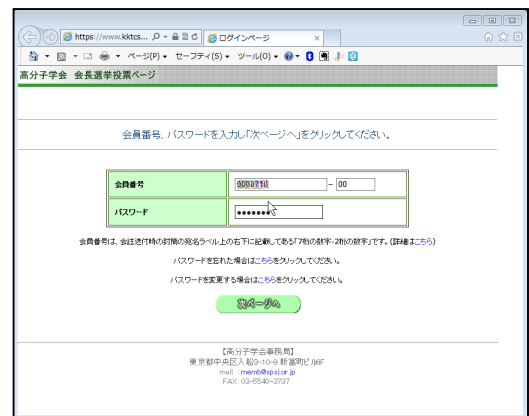 https://www.kktcs...
ログインページ
ページ(P) セーフティ(S) ツール(O)
高分子学会 会長選挙投票ページ
会員番号、パスワードを入力し「次ページへ」をクリックしてください。
会員番号 - 00
パスワード ●●●●●●●
会員番号は、会誌送付時の封筒の宛名ラベル上の右下に記載してある「7桁の数字-2桁の数字」です。(詳細はこちら)
パスワードを忘れた場合はこちらをクリックしてください。
パスワードを変更する場合はこちらをクリックしてください。
次ページへ
【高分子学会事務局】
東京都中央区入船3-10-9 新富町ビル6F
mail :memb@spsj.or.jp
FAX: 03-5540-3737